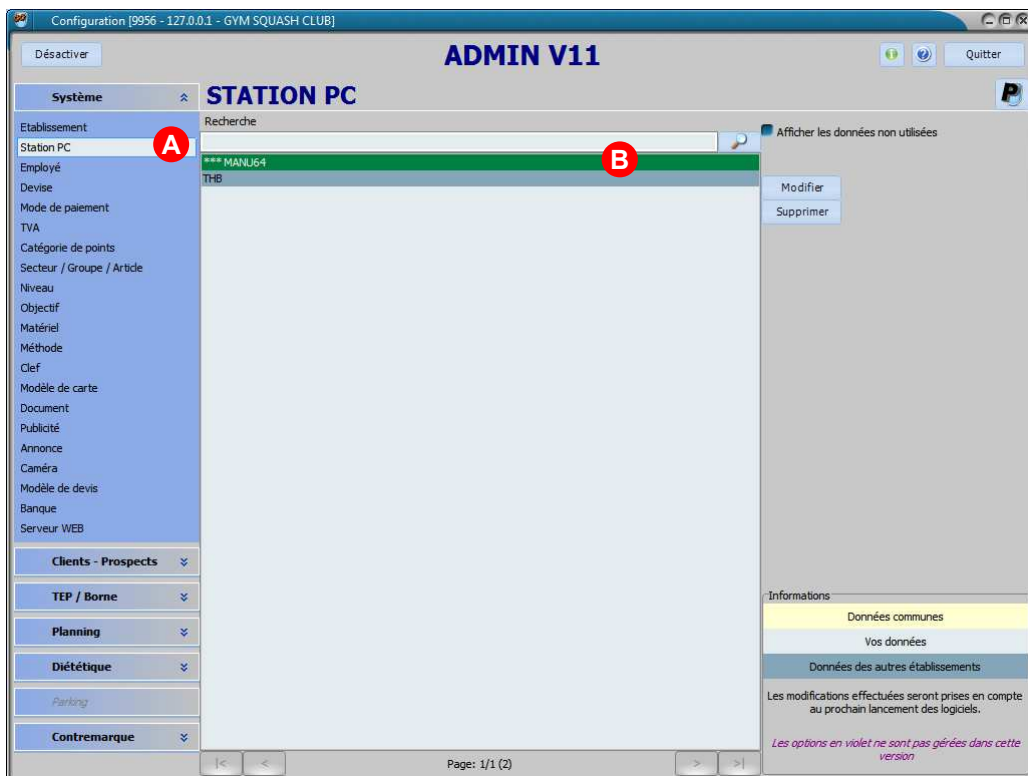 Configuration [9956 - 127.0.0.1 - GYM SQUASH CLUB]
Désactiver
ADMIN V11
Quitter
Système
STATION PC
Etablissement
Station PC
Employé
Devise
Mode de paiement
TVA
Catégorie de points
Secteur / Groupe / Article
Niveau
Objectif
Matériel
Méthode
Clef
Modèle de carte
Document
Publicité
Annonce
Caméra
Modèle de devis
Banque
Serveur WEB
Clients - Prospects
TEP / Borne
Planning
Diététique
Parking
Contremarque
A
Recherche
*** MANU64
B
THB
|<
<
Page: 1/1 (2)
>
>|
Afficher les données non utilisées
Modifier
Supprimer
Informations
Données communes
Vos données
Données des autres établissements
Les modifications effectuées seront prises en compte
au prochain lancement des logiciels.
Les options en violet ne sont pas gérées dans cette
version